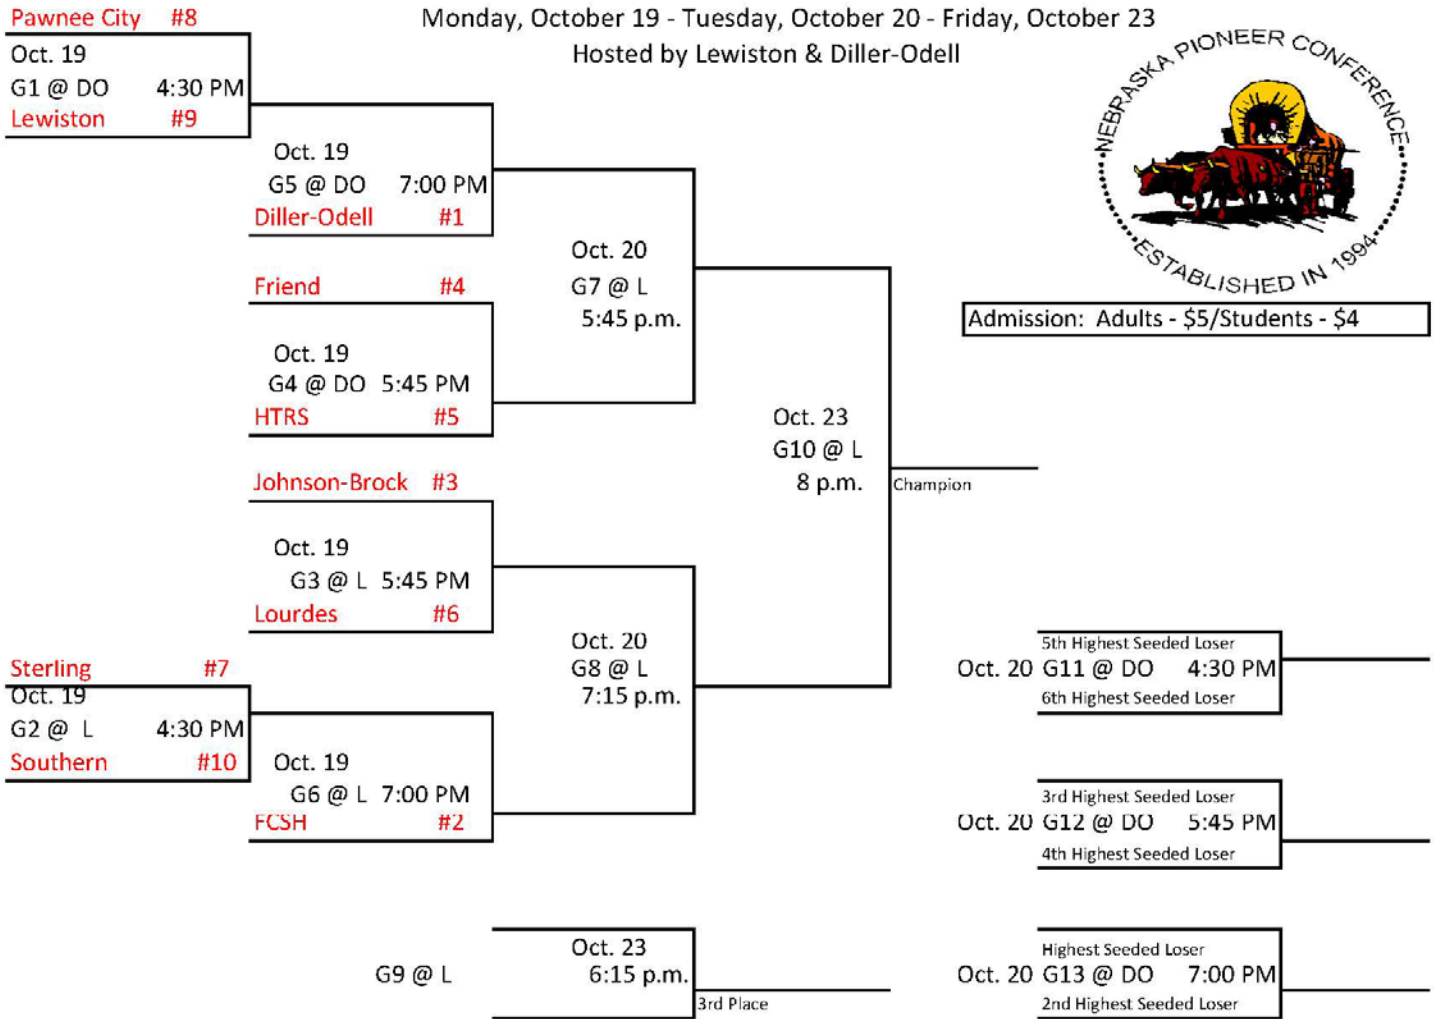 Monday, October 19 - Tuesday, October 20 - Friday, October 23
Hosted by Lewiston & Diller-Odell
NEBRASKA PIONEER CONFERENCE
ESTABLISHED IN 1994
Admission:  Adults - $5/Students - $4
Pawnee City #8
Oct. 19
G1 @ DO 4:30 PM
Lewiston #9
Oct. 19
G5 @ DO 7:00 PM
Diller-Odell #1
Friend #4
Oct. 19
G4 @ DO 5:45 PM
HTRS #5
Oct. 20
G7 @ L
5:45 p.m.
Johnson-Brock #3
Oct. 19
G3 @ L 5:45 PM
Lourdes #6
Sterling #7
Oct. 19
G2 @ L 4:30 PM
Southern #10
Oct. 19
G6 @ L 7:00 PM
FCSH #2
Oct. 20
G8 @ L
7:15 p.m.
Oct. 23
G10 @ L
8 p.m.
Champion
Oct. 23
G9 @ L 6:15 p.m.
3rd Place
5th Highest Seeded Loser
Oct. 20 G11 @ DO 4:30 PM
6th Highest Seeded Loser
3rd Highest Seeded Loser
Oct. 20 G12 @ DO 5:45 PM
4th Highest Seeded Loser
Highest Seeded Loser
Oct. 20 G13 @ DO 7:00 PM
2nd Highest Seeded Loser